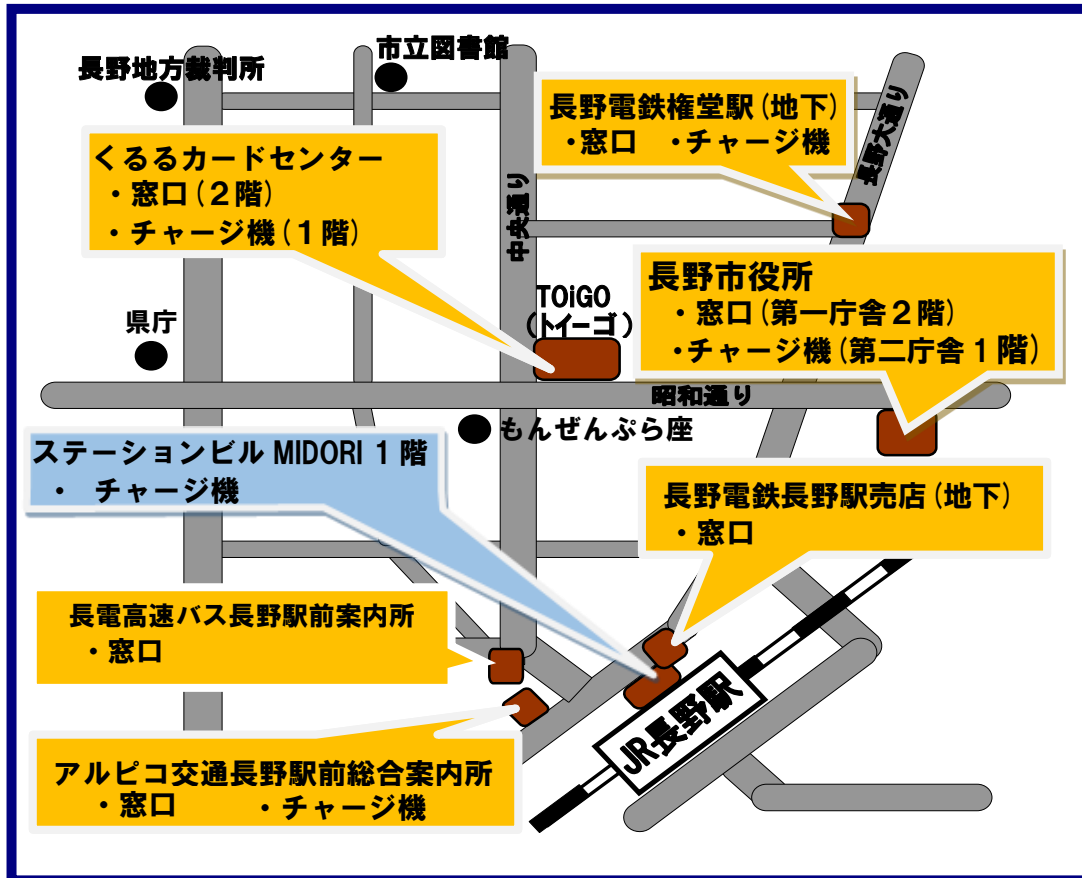 市立図書館
長野地方裁判所
長野電鉄権堂駅(地下)
・窓口 ・チャージ機
長野大通り
くるるカードセンター
・窓口(2階)
・チャージ機(1階)
中央通り
長野市役所
・窓口(第一庁舎2階)
・チャージ機(第二庁舎1階)
TOiGO
(トイーゴ)
県庁
昭和通り
もんぜんぷら座
ステーションビル MIDORI 1階
・ チャージ機
長野電鉄長野駅売店(地下)
・窓口
長電高速バス長野駅前案内所
・窓口
JR長野駅
アルピコ交通長野駅前総合案内所
・窓口 ・チャージ機